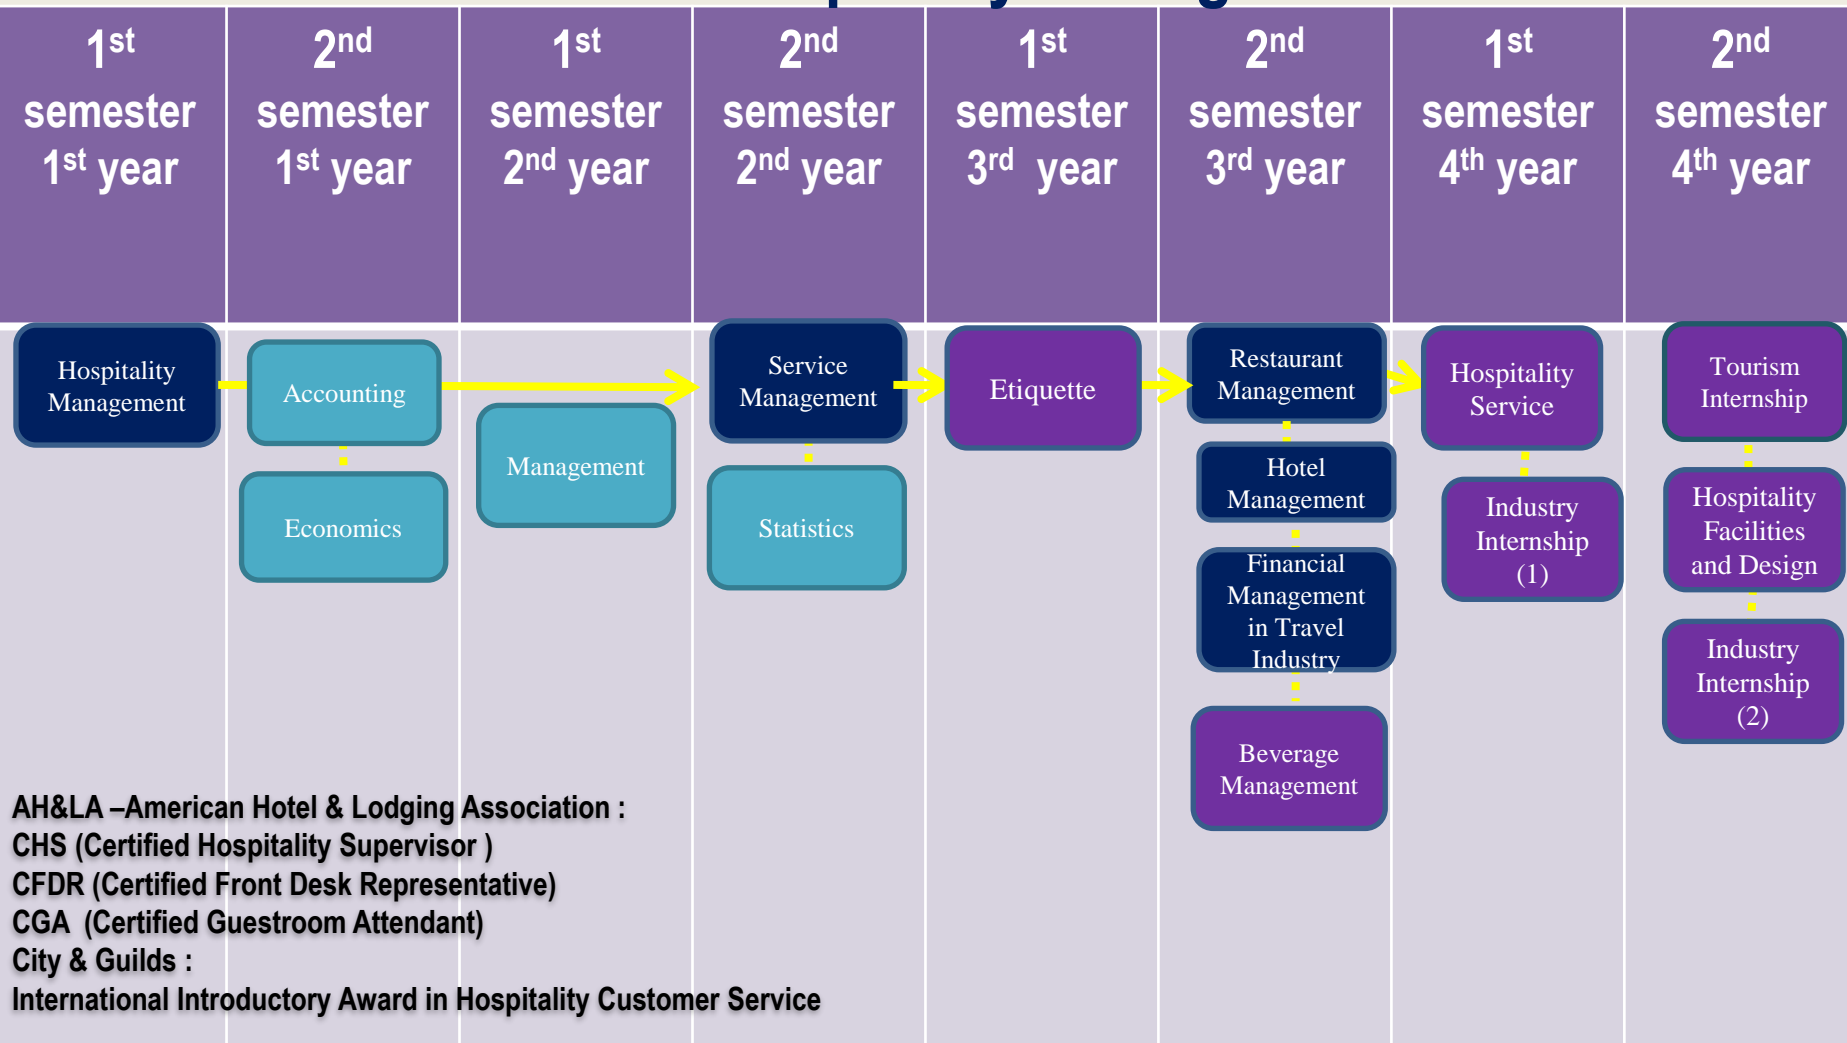 1st
semester
1st year
2nd
semester
1st year
1st
semester
2nd year
2nd
semester
2nd year
1st
semester
3rd year
2nd
semester
3rd year
1st
semester
4th year
2nd
semester
4th year
Hospitality
Management
Accounting
Economics
Management
Service
Management
Statistics
Etiquette
Restaurant
Management
Hotel
Management
Financial
Management
in Travel
Industry
Beverage
Management
Hospitality
Service
Industry
Internship
(1)
Tourism
Internship
Hospitality
Facilities
and Design
Industry
Internship
(2)
AH&LA –American Hotel & Lodging Association :
CHS (Certified Hospitality Supervisor )
CFDR (Certified Front Desk Representative)
CGA (Certified Guestroom Attendant)
City & Guilds :
International Introductory Award in Hospitality Customer Service